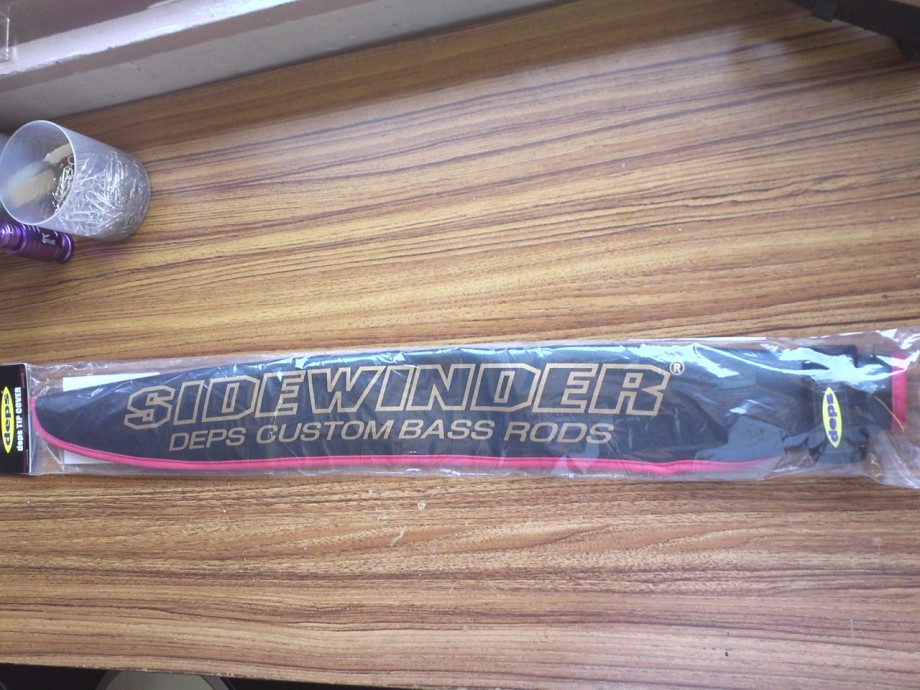 SIDEWINDER®
DEPS CUSTOM BASS RODS
deps
deps
deps TIP COVER